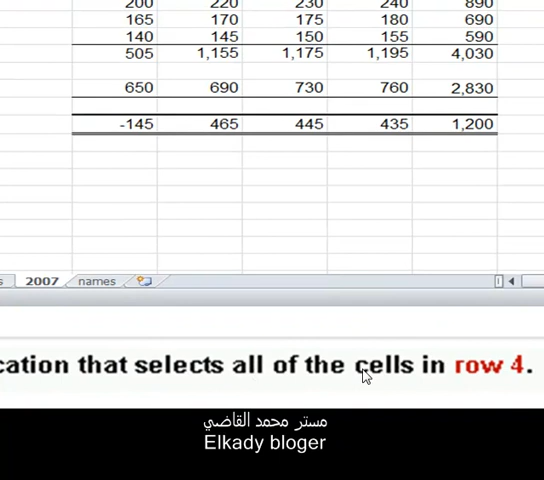 200 220 230 240 890
165 170 175 180 690
140 145 150 155 590
505 1,155 1,175 1,195 4,030
650 690 730 760 2,830
-145 465 445 435 1,200
s 2007 names
cation that selects all of the cells in row 4.
مستر محمد القاضي
Elkady bloger